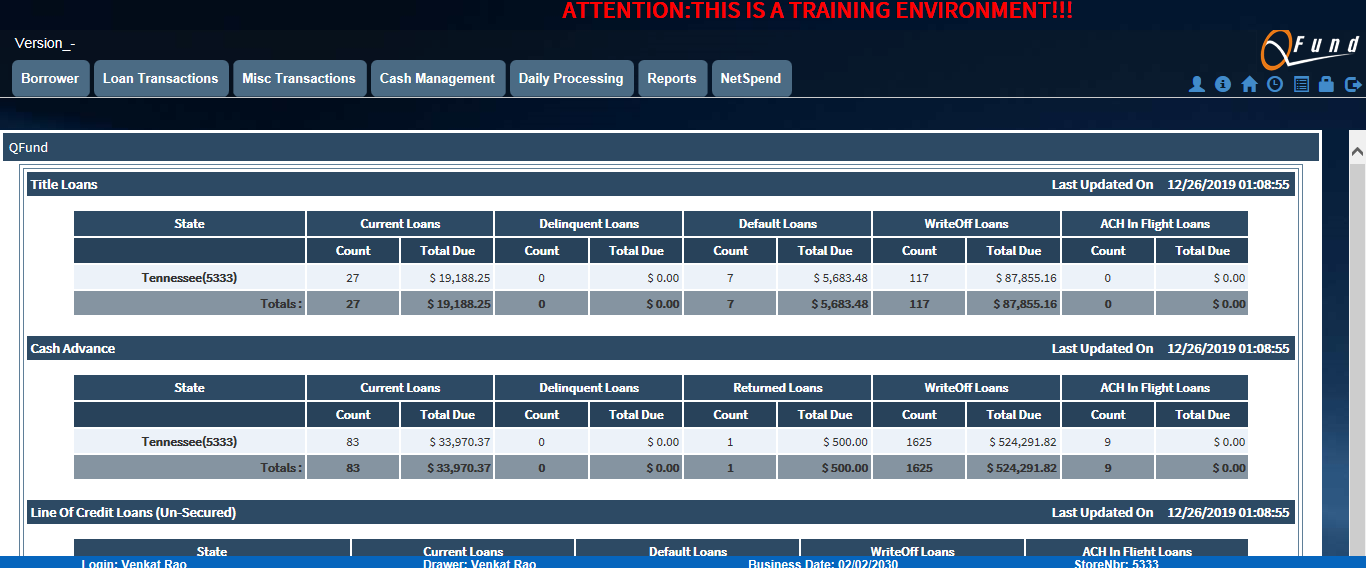 ATTENTION:THIS IS A TRAINING ENVIRONMENT!!!
Version_-
QFund
Borrower Loan Transactions Misc Transactions Cash Management Daily Processing Reports NetSpend
QFund
Title Loans Last Updated On 12/26/2019 01:08:55
State Current Loans Delinquent Loans Default Loans WriteOff Loans ACH In Flight Loans
Count Total Due Count Total Due Count Total Due Count Total Due Count Total Due
Tennessee(5333) 27 $ 19,188.25 0 $ 0.00 7 $ 5,683.48 117 $ 87,855.16 0 $ 0.00
Totals : 27 $ 19,188.25 0 $ 0.00 7 $ 5,683.48 117 $ 87,855.16 0 $ 0.00
Cash Advance Last Updated On 12/26/2019 01:08:55
State Current Loans Delinquent Loans Returned Loans WriteOff Loans ACH In Flight Loans
Count Total Due Count Total Due Count Total Due Count Total Due Count Total Due
Tennessee(5333) 83 $ 33,970.37 0 $ 0.00 1 $ 500.00 1625 $ 524,291.82 9 $ 0.00
Totals : 83 $ 33,970.37 0 $ 0.00 1 $ 500.00 1625 $ 524,291.82 9 $ 0.00
Line Of Credit Loans (Un-Secured) Last Updated On 12/26/2019 01:08:55
State Current Loans Default Loans WriteOff Loans ACH In Flight Loans
Login: Venkat Rao Drawer: Venkat Rao Business Date: 02/02/2030 StoreNbr: 5333